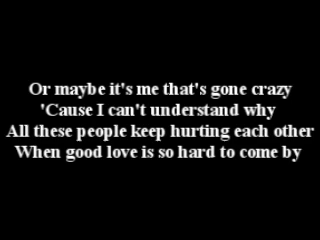 Or maybe it's me that's gone crazy
'Cause I can't understand why
All these people keep hurting each other
When good love is so hard to come by